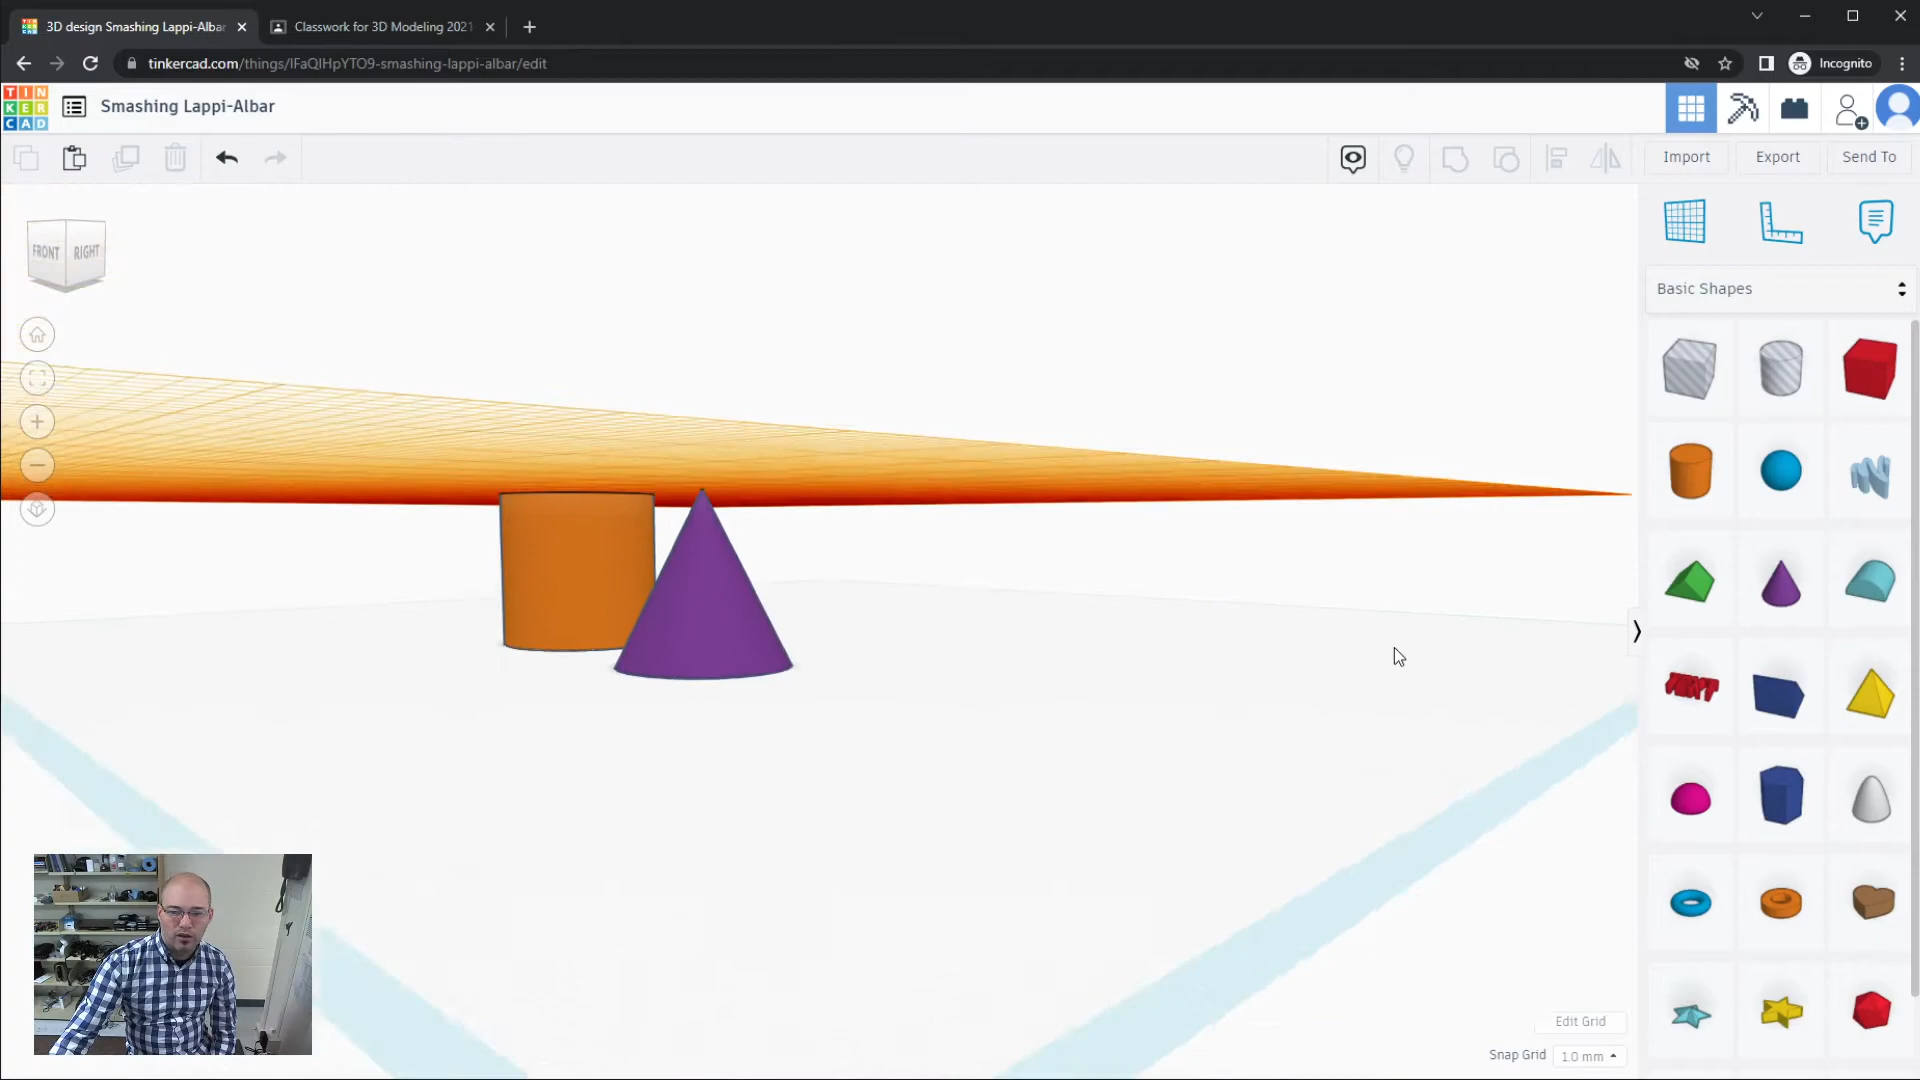 3D design Smashing Lappi-Albar
Classwork for 3D Modeling 2021
tinkercad.com/things/lFaQlHpYTO9-smashing-lappi-albar/edit
Incognito
TIN
KER
CAD
Smashing Lappi-Albar
Import
Export
Send To
FRONT
RIGHT
Basic Shapes
TEXT
Edit Grid
Snap Grid
1.0 mm